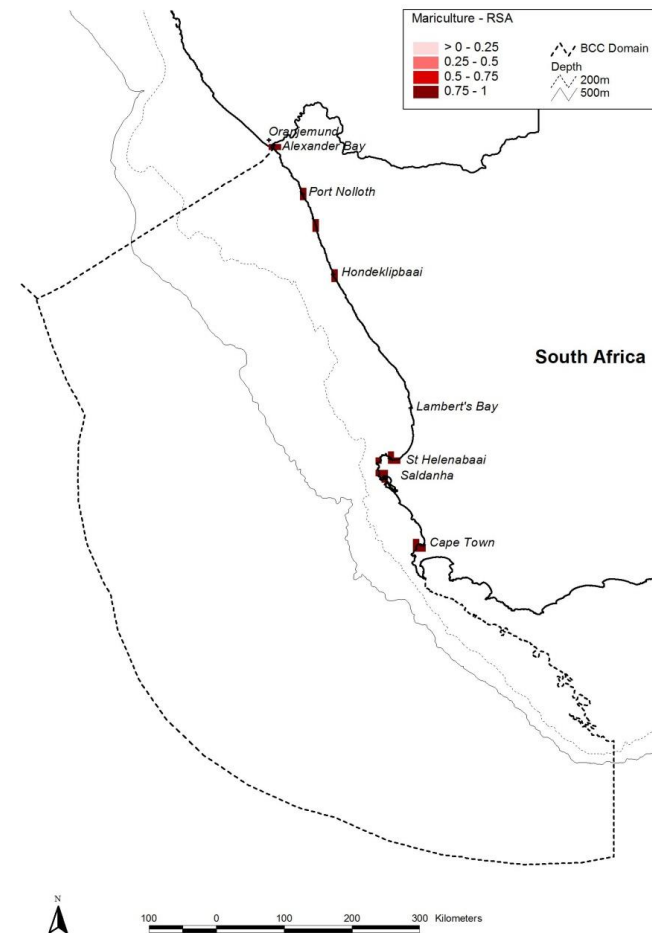 Mariculture - RSA
> 0 - 0.25
0.25 - 0.5
0.5 - 0.75
0.75 - 1
BCC Domain
Depth
200m
500m
Oranjemund
Alexander Bay
Port Nolloth
Hondeklipbaai
South Africa
Lambert's Bay
St Helenabaai
Saldanha
Cape Town
N
100 0 100 200 300 Kilometers